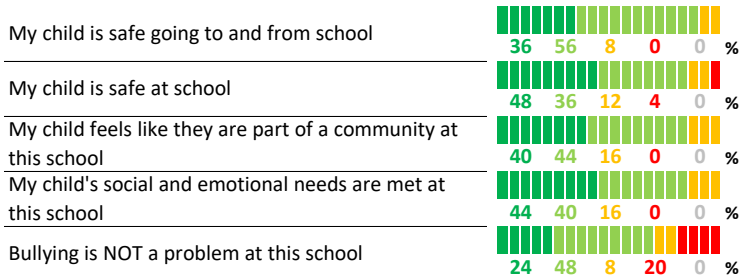 My child is safe going to and from school
36 56 8 0 0 %
My child is safe at school
48 36 12 4 0 %
My child feels like they are part of a community at
this school
40 44 16 0 0 %
My child's social and emotional needs are met at
this school
44 40 16 0 0 %
Bullying is NOT a problem at this school
24 48 8 20 0 %